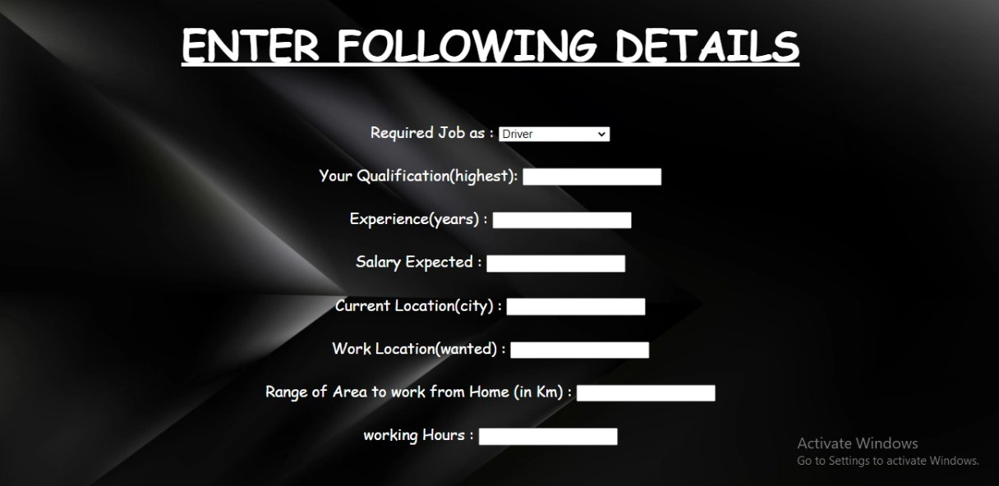 ENTER FOLLOWING DETAILS
Required Job as : Driver
Your Qualification(highest):
Experience(years) :
Salary Expected :
Current Location(city) :
Work Location(wanted) :
Range of Area to work from Home (in Km) :
working Hours :
Activate Windows
Go to Settings to activate Windows.